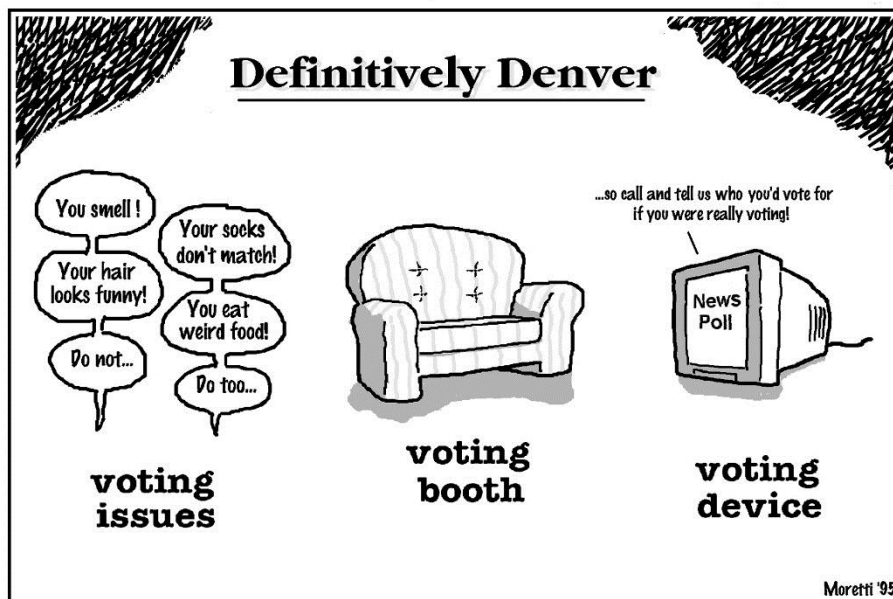 Definitively Denver
You smell !
Your hair
looks funny!
Do not...
Your socks
don't match!
You eat
weird food!
Do too...
voting
issues
voting
booth
...so call and tell us who you'd vote for
if you were really voting!
News
Poll
voting
device
Moretti '95